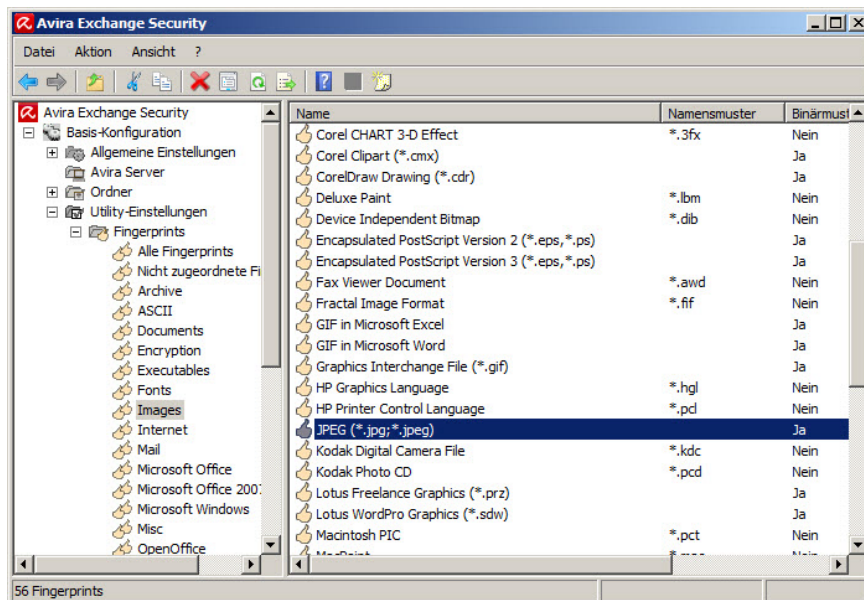 Avira Exchange Security
Datei Aktion Ansicht ?
Avira Exchange Security
Basis-Konfiguration
Allgemeine Einstellungen
Avira Server
Ordner
Utility-Einstellungen
Fingerprints
Alle Fingerprints
Nicht zugeordnete Fi
Archive
ASCII
Documents
Encryption
Executables
Fonts
Images
Internet
Mail
Microsoft Office
Microsoft Office 2007
Microsoft Windows
Misc
OpenOffice
Name Namensmuster Binärmust
Corel CHART 3-D Effect *.3fx Nein
Corel Clipart (*.cmx) Ja
CorelDraw Drawing (*.cdr) Ja
Deluxe Paint *.lbm Nein
Device Independent Bitmap *.dib Nein
Encapsulated PostScript Version 2 (*.eps,*.ps) Ja
Encapsulated PostScript Version 3 (*.eps,*.ps) Ja
Fax Viewer Document *.awd Nein
Fractal Image Format *.fif Nein
GIF in Microsoft Excel Ja
GIF in Microsoft Word Ja
Graphics Interchange File (*.gif) Ja
HP Graphics Language *.hgl Nein
HP Printer Control Language *.pcl Nein
JPEG (*.jpg;*.jpeg) Ja
Kodak Digital Camera File *.kdc Nein
Kodak Photo CD *.pcd Nein
Lotus Freelance Graphics (*.prz) Ja
Lotus WordPro Graphics (*.sdw) Ja
Macintosh PIC *.pct Nein
56 Fingerprints